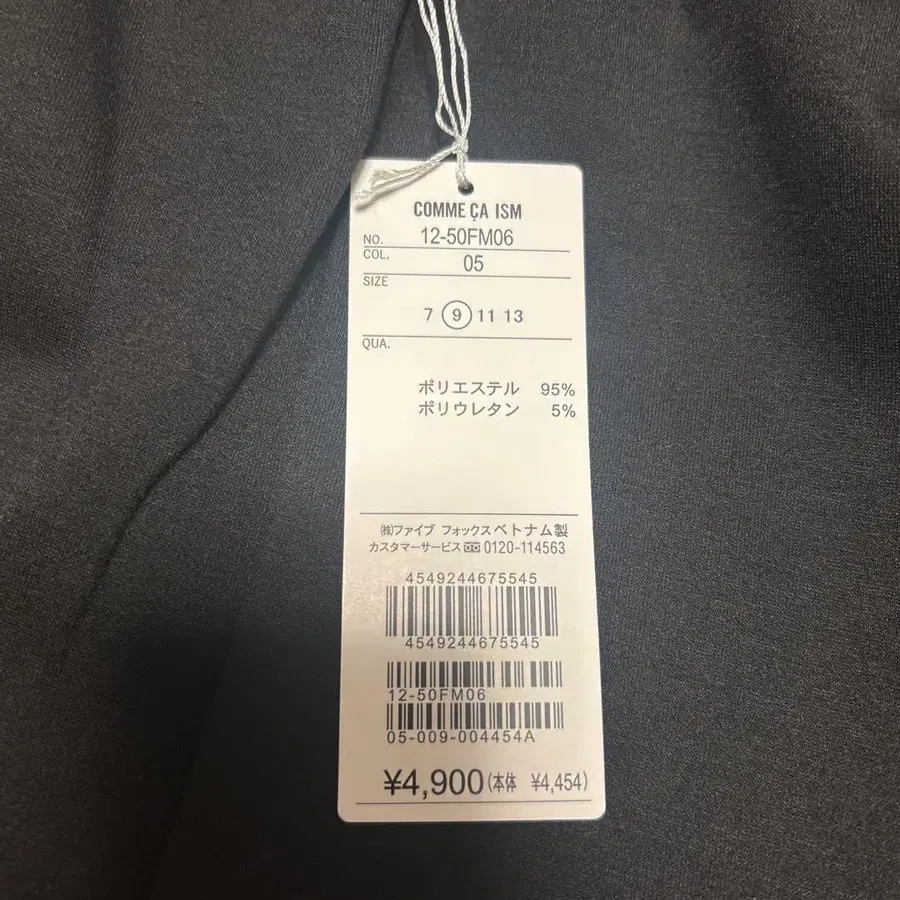 COMME ÇA ISM
NO. 12-50FM06
COL. 05
SIZE
7 9 11 13
QUA.
ポリエステル 95%
ポリウレタン 5%
㈱ファイブ フォックス ベトナム製
カスタマーサービス 0120-114563
4549244675545
4549244675545
12-50FM06
05-009-004454A
¥4,900(本体 ¥4,454)